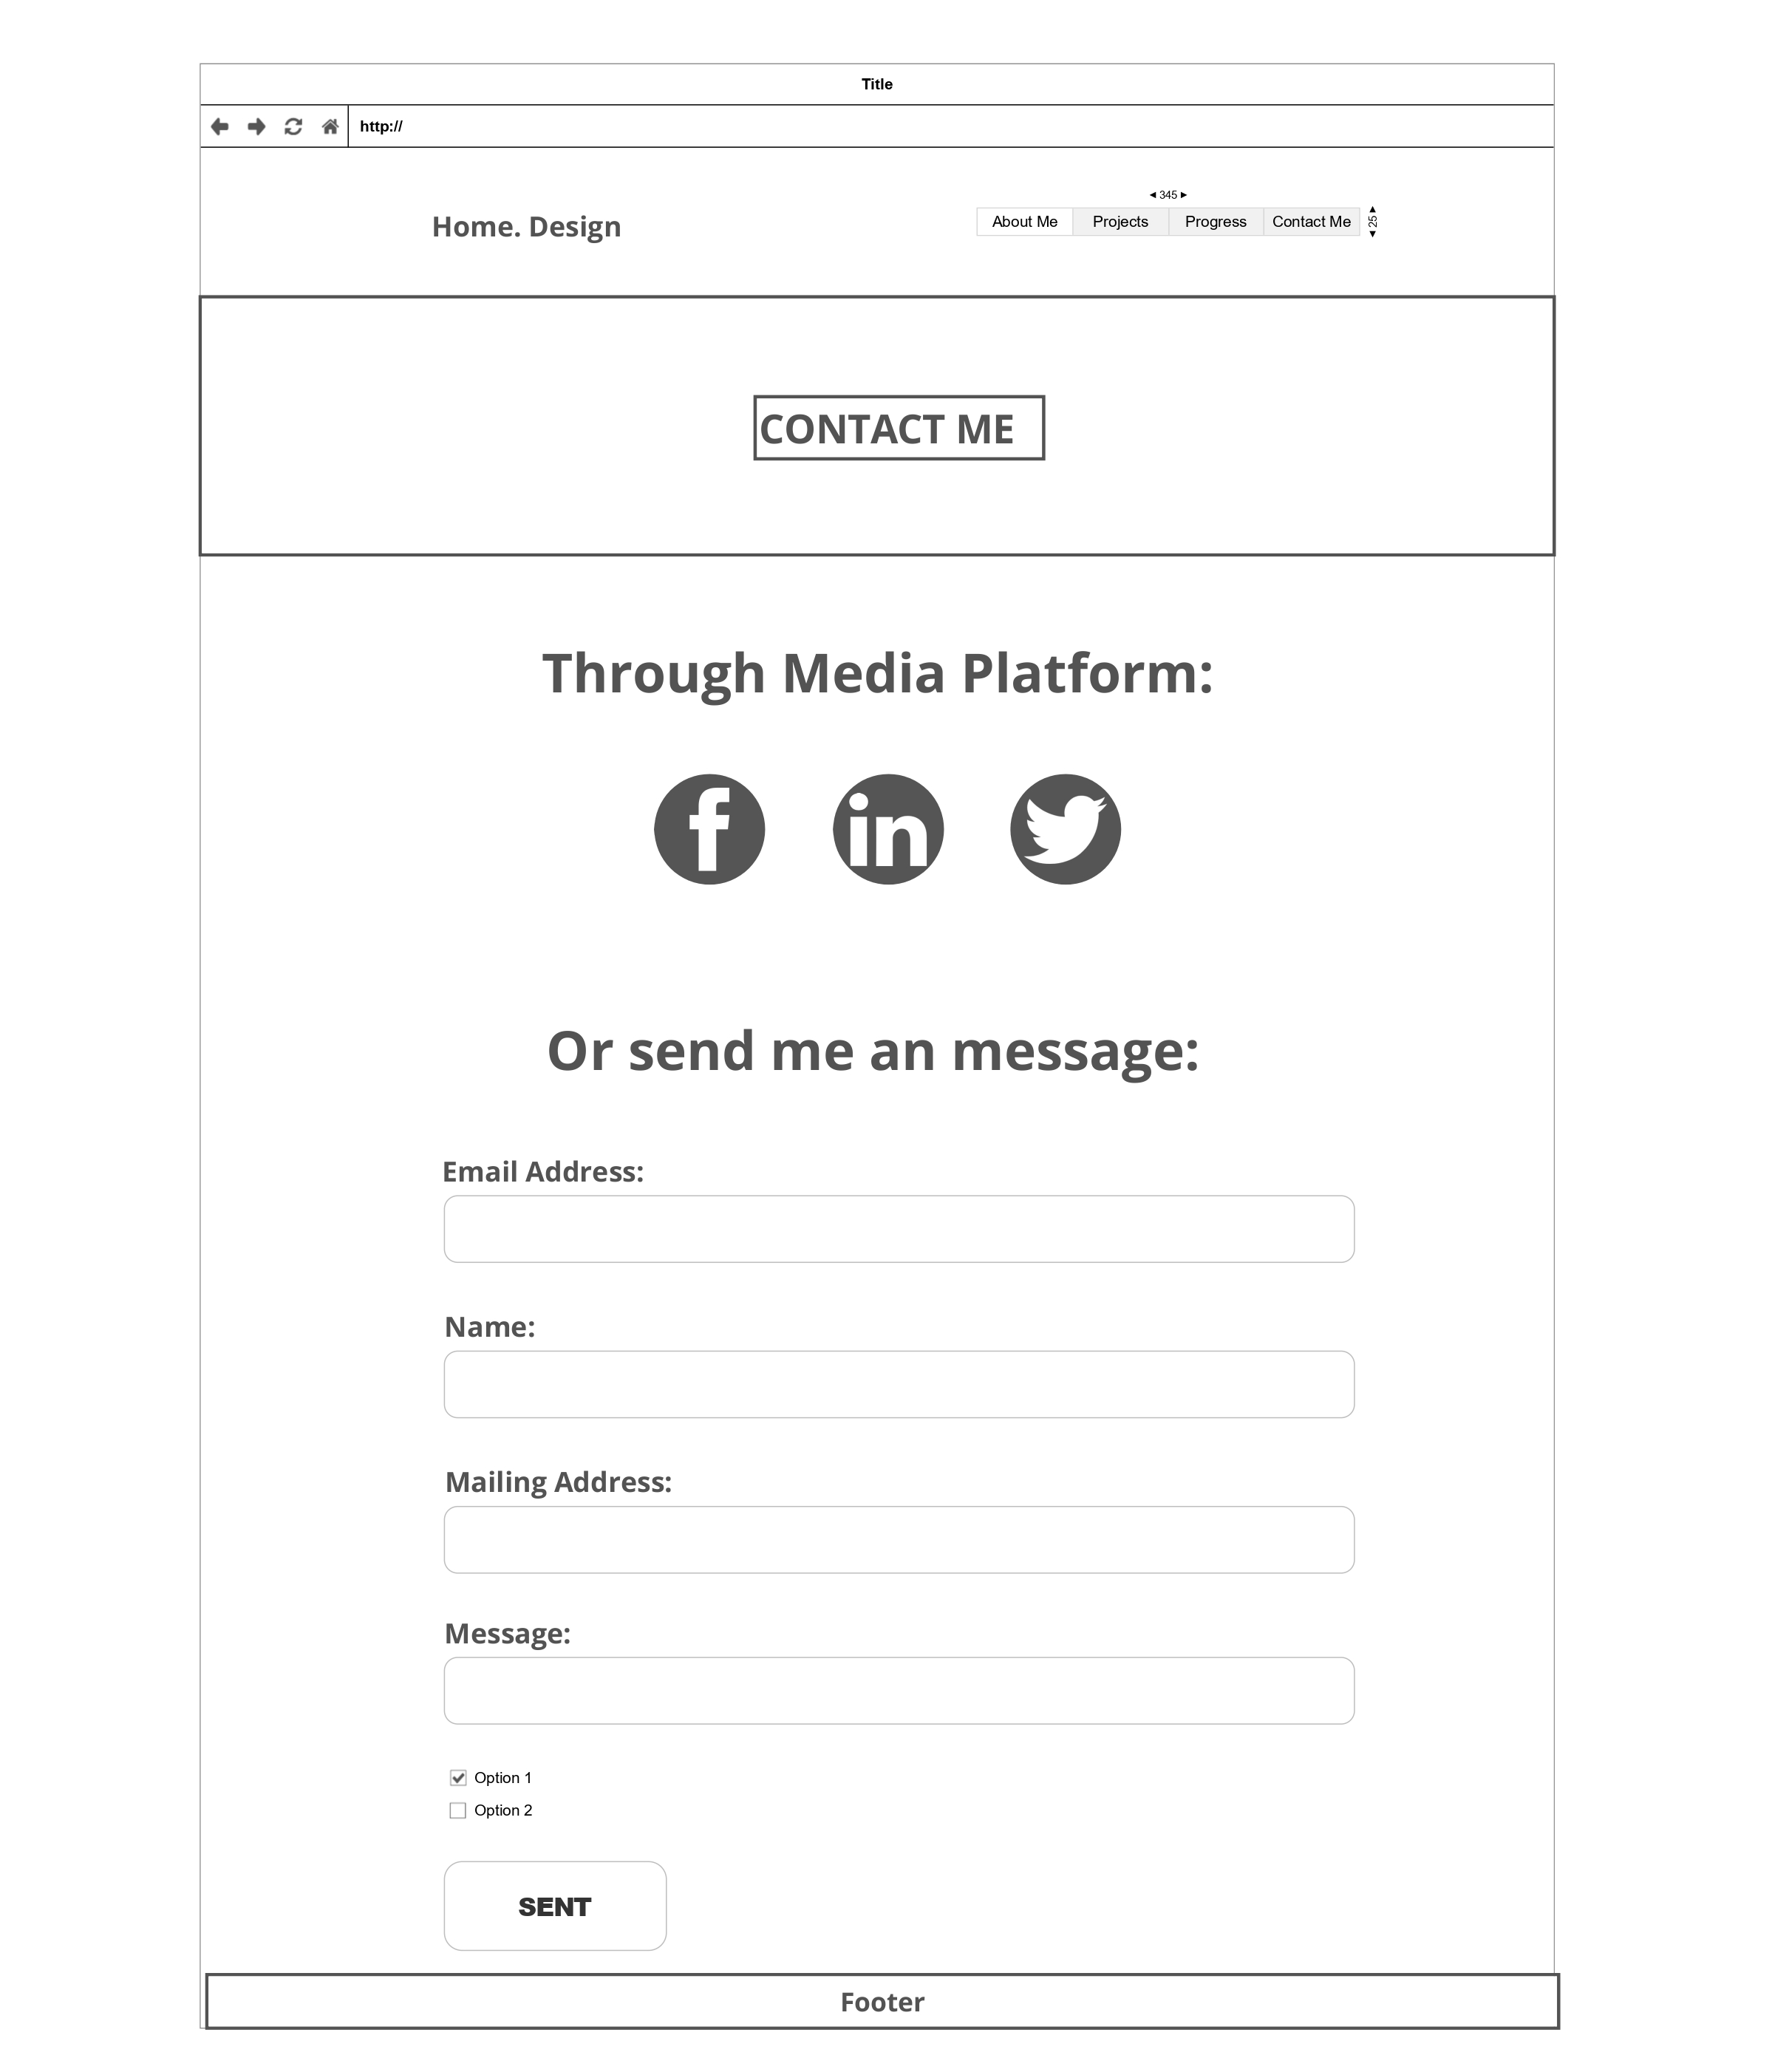 Title
http://
345
Home. Design
About Me Projects Progress Contact Me
25
CONTACT ME
Through Media Platform:
f in
Or send me an message:
Email Address:
Name:
Mailing Address:
Message:
Option 1
Option 2
SENT
Footer